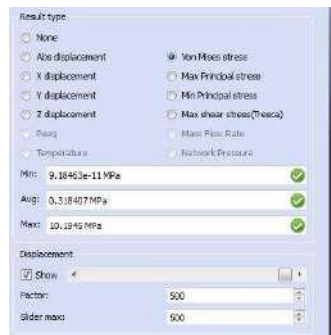 Result type
None
Abs displacement
Von Mises stress
X displacement
Max Principal stress
Y displacement
Min Principal stress
Z displacement
Max shear stress(Tresca)
Peeq
Mass Flow Rate
Temperature
Network Pressure
Min: 9.18463e-11 MPa
Avg: 0.318407 MPa
Max: 10.1945 MPa
Displacement
Show
Factor: 500
Slider max: 500